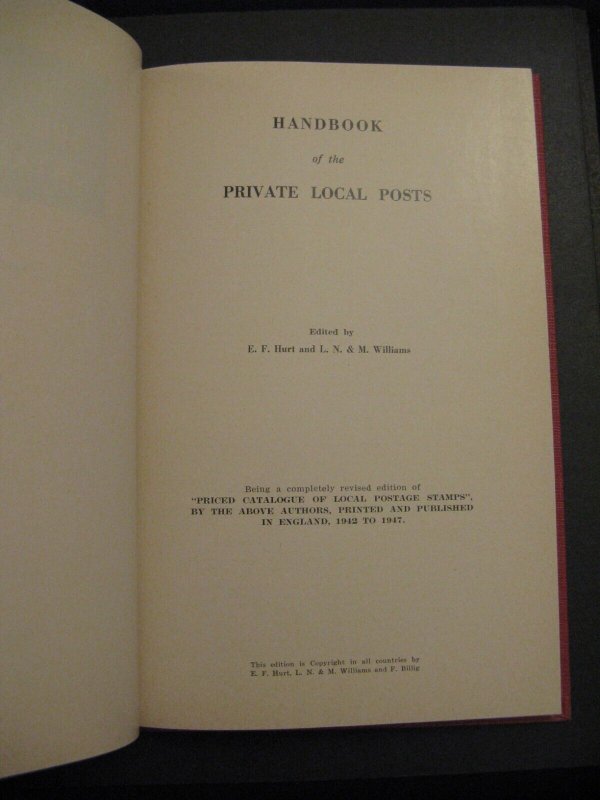 HANDBOOK
of the
PRIVATE LOCAL POSTS
Edited by
E. F. Hurt and L. N. & M. Williams
Being a completely revised edition of
"PRICED CATALOGUE OF LOCAL POSTAGE STAMPS",
BY THE ABOVE AUTHORS, PRINTED AND PUBLISHED
IN ENGLAND, 1942 TO 1947.
This edition is Copyright in all countries by
E. F. Hurt, L. N. & M. Williams and F. Billig